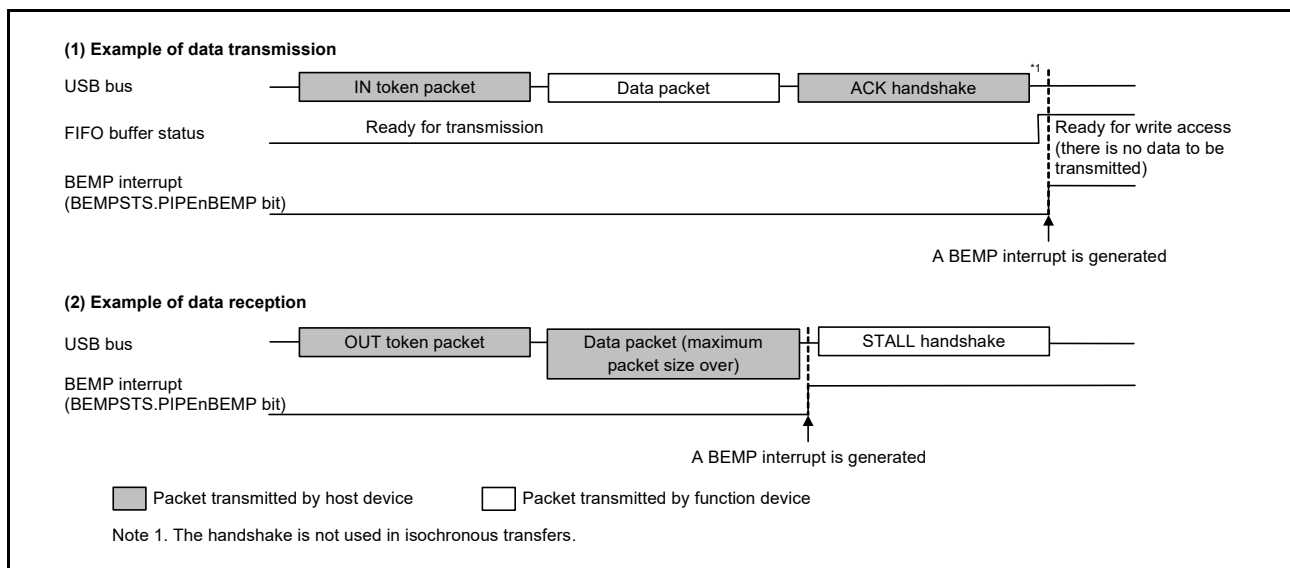 (1) Example of data transmission
USB bus
IN token packet
Data packet
ACK handshake
*1
FIFO buffer status
Ready for transmission
Ready for write access
(there is no data to be
transmitted)
BEMP interrupt
(BEMPSTS.PIPEnBEMP bit)
A BEMP interrupt is generated
(2) Example of data reception
USB bus
OUT token packet
Data packet (maximum
packet size over)
STALL handshake
BEMP interrupt
(BEMPSTS.PIPEnBEMP bit)
A BEMP interrupt is generated
Packet transmitted by host device
Packet transmitted by function device
Note 1. The handshake is not used in isochronous transfers.